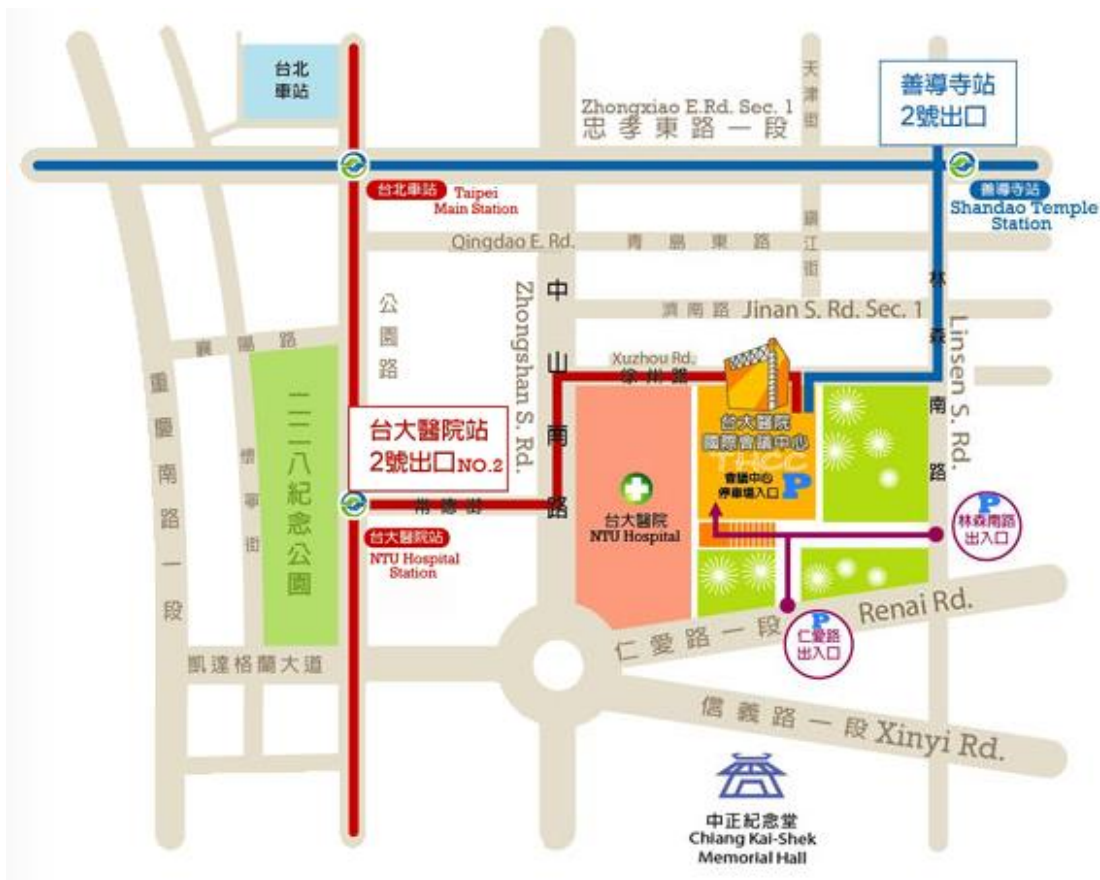 台北
車站
天津街
善導寺站
2號出口
Zhongxiao E.Rd. Sec. 1
忠孝東路一段
台北車站 Taipei
Main Station
善導寺站
Shandao Temple
Station
Qingdao E. Rd. 青島東路
鎮江街
公園路
Zhongshan S. Rd.
中山南路
濟南路 Jinan S. Rd. Sec. 1
林森南路
Linsen S. Rd.
襄陽路
Xuzhou Rd.
徐州路
重慶南路一段
懷寧街
二二八紀念公園
台大醫院站
2號出口NO.2
常德街
台大醫院
國際會議中心
THCC
會議中心
停車場入口 P
台大醫院
NTU Hospital
台大醫院站
NTU Hospital
Station
P
林森南路
出入口
P
仁愛路
出入口
仁愛路一段 Renai Rd.
凱達格蘭大道
信義路一段 Xinyi Rd.
中正紀念堂
Chiang Kai-Shek
Memorial Hall